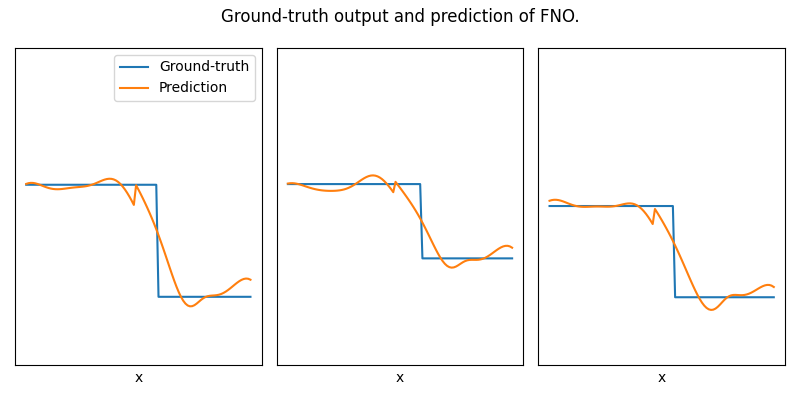 Ground-truth output and prediction of FNO.
Ground-truth
Prediction
x
x
x